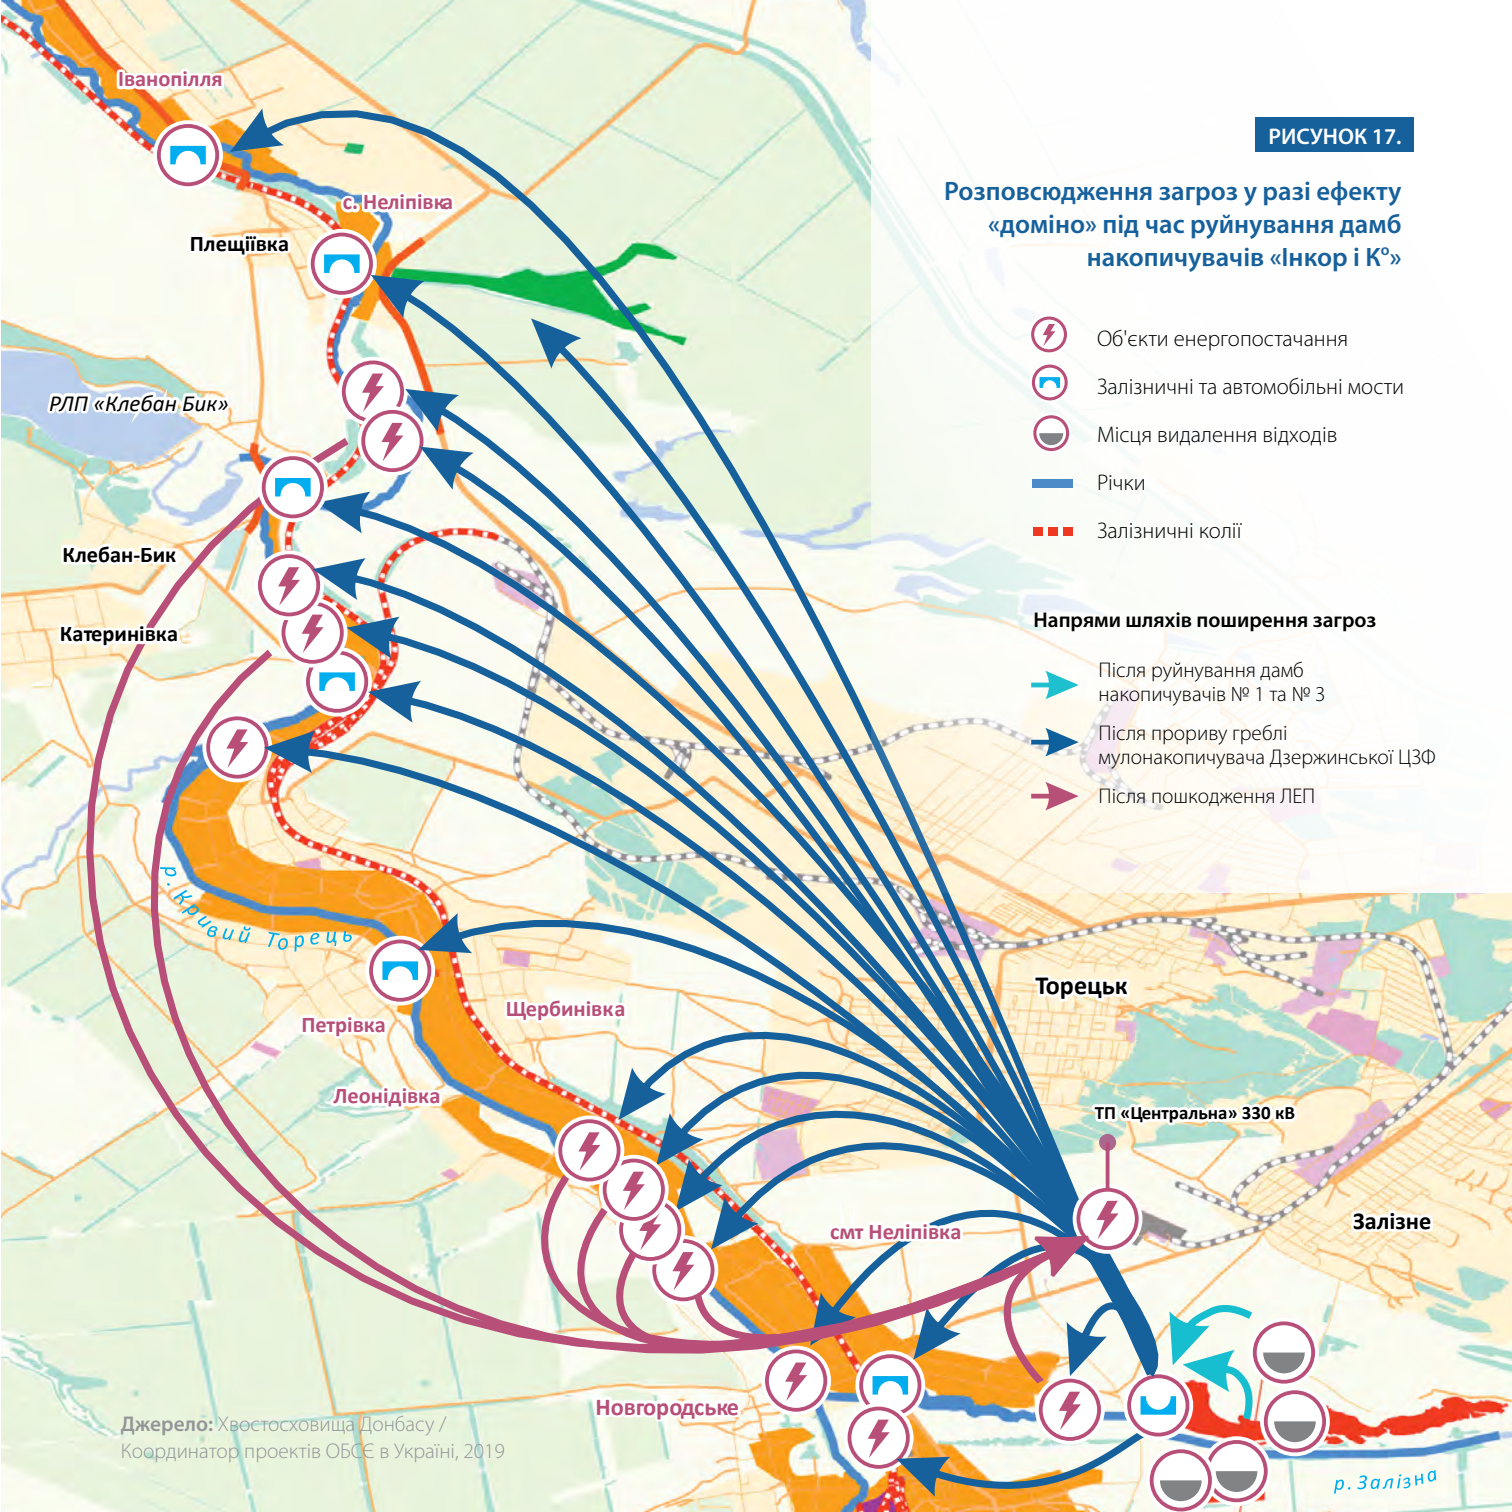 РИСУНОК 17.
Розповсюдження загроз у разі ефекту
«доміно» під час руйнування дамб
накопичувачів «Інкор і К°»
Об'єкти енергопостачання
Залізничні та автомобільні мости
Місця видалення відходів
Річки
Залізничні колії
Напрями шляхів поширення загроз
Після руйнування дамб
накопичувачів № 1 та № 3
Після прориву греблі
мулонакопичувача Дзержинської ЦЗФ
Після пошкодження ЛЕП
Іванопілля
с. Неліпівка
Плещіївка
РЛП «Клебан Бик»
Клебан-Бик
Катеринівка
р. Кривий Торець
Щербинівка
Петрівка
Леонідівка
Торецьк
ТП «Центральна» 330 кВ
Залізне
смт Неліпівка
Новгородське
р. Залізна
Джерело: Хвостосховища Донбасу /
Координатор проектів ОБСЄ в Україні, 2019